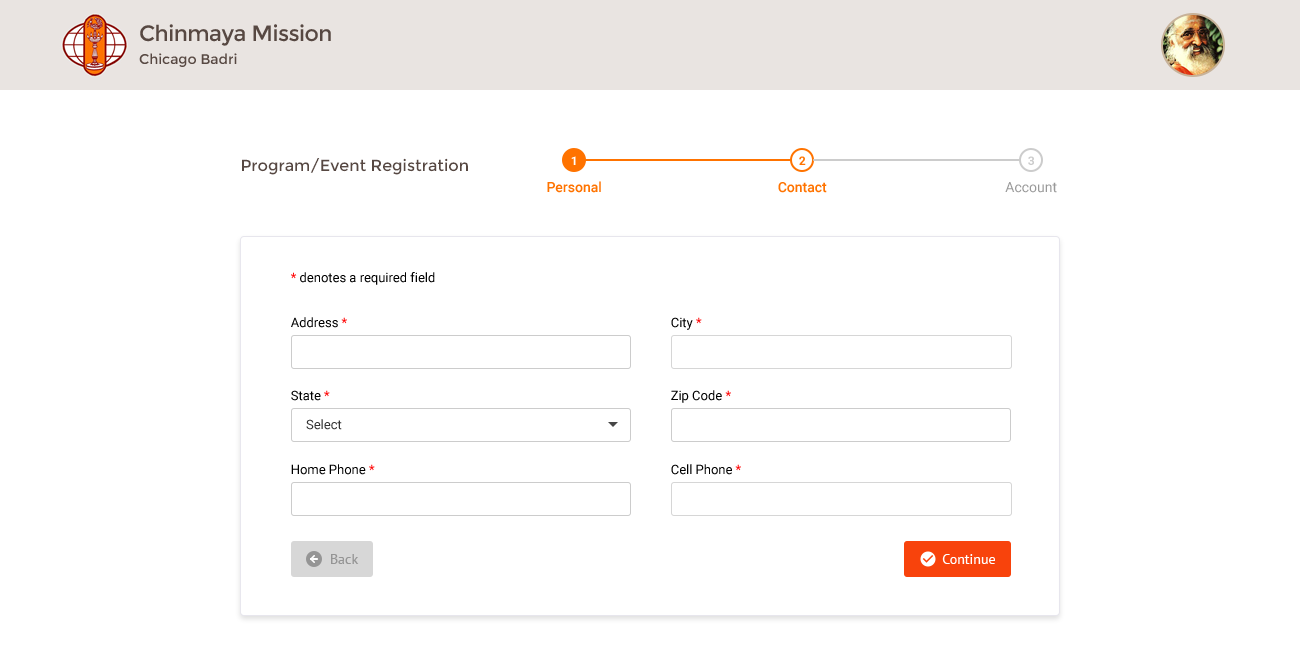 Chinmaya Mission
Chicago Badri
Program/Event Registration
1 2 3
Personal Contact Account
* denotes a required field
Address * City *
State * Zip Code *
Select
Home Phone * Cell Phone *
Back Continue